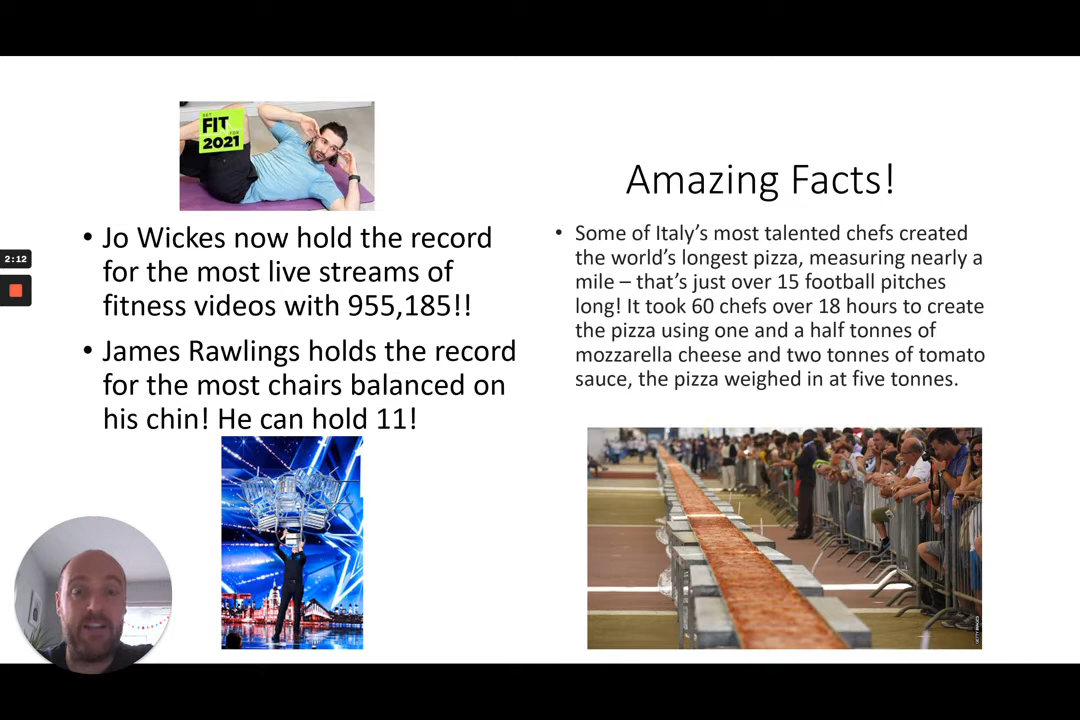 FIT
2021
• Jo Wickes now hold the record
for the most live streams of
fitness videos with 955,185!!
• James Rawlings holds the record
for the most chairs balanced on
his chin! He can hold 11!
Amazing Facts!
• Some of Italy's most talented chefs created
the world's longest pizza, measuring nearly a
mile – that's just over 15 football pitches
long! It took 60 chefs over 18 hours to create
the pizza using one and a half tonnes of
mozzarella cheese and two tonnes of tomato
sauce, the pizza weighed in at five tonnes.
2:12